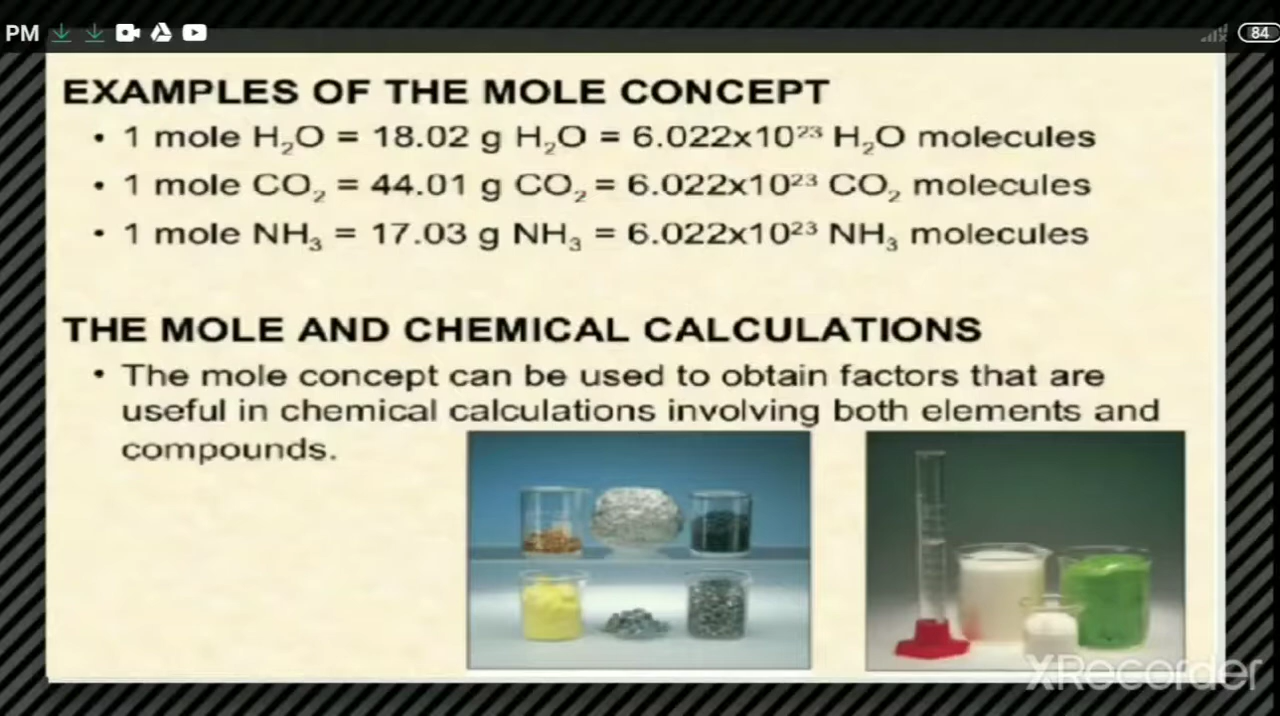 PM
84
EXAMPLES OF THE MOLE CONCEPT
• 1 mole H₂O = 18.02 g H₂O = 6.022x10²³ H₂O molecules
• 1 mole CO₂ = 44.01 g CO₂ = 6.022x10²³ CO₂ molecules
• 1 mole NH₃ = 17.03 g NH₃ = 6.022x10²³ NH₃ molecules
THE MOLE AND CHEMICAL CALCULATIONS
• The mole concept can be used to obtain factors that are
useful in chemical calculations involving both elements and
compounds.
XRecorder